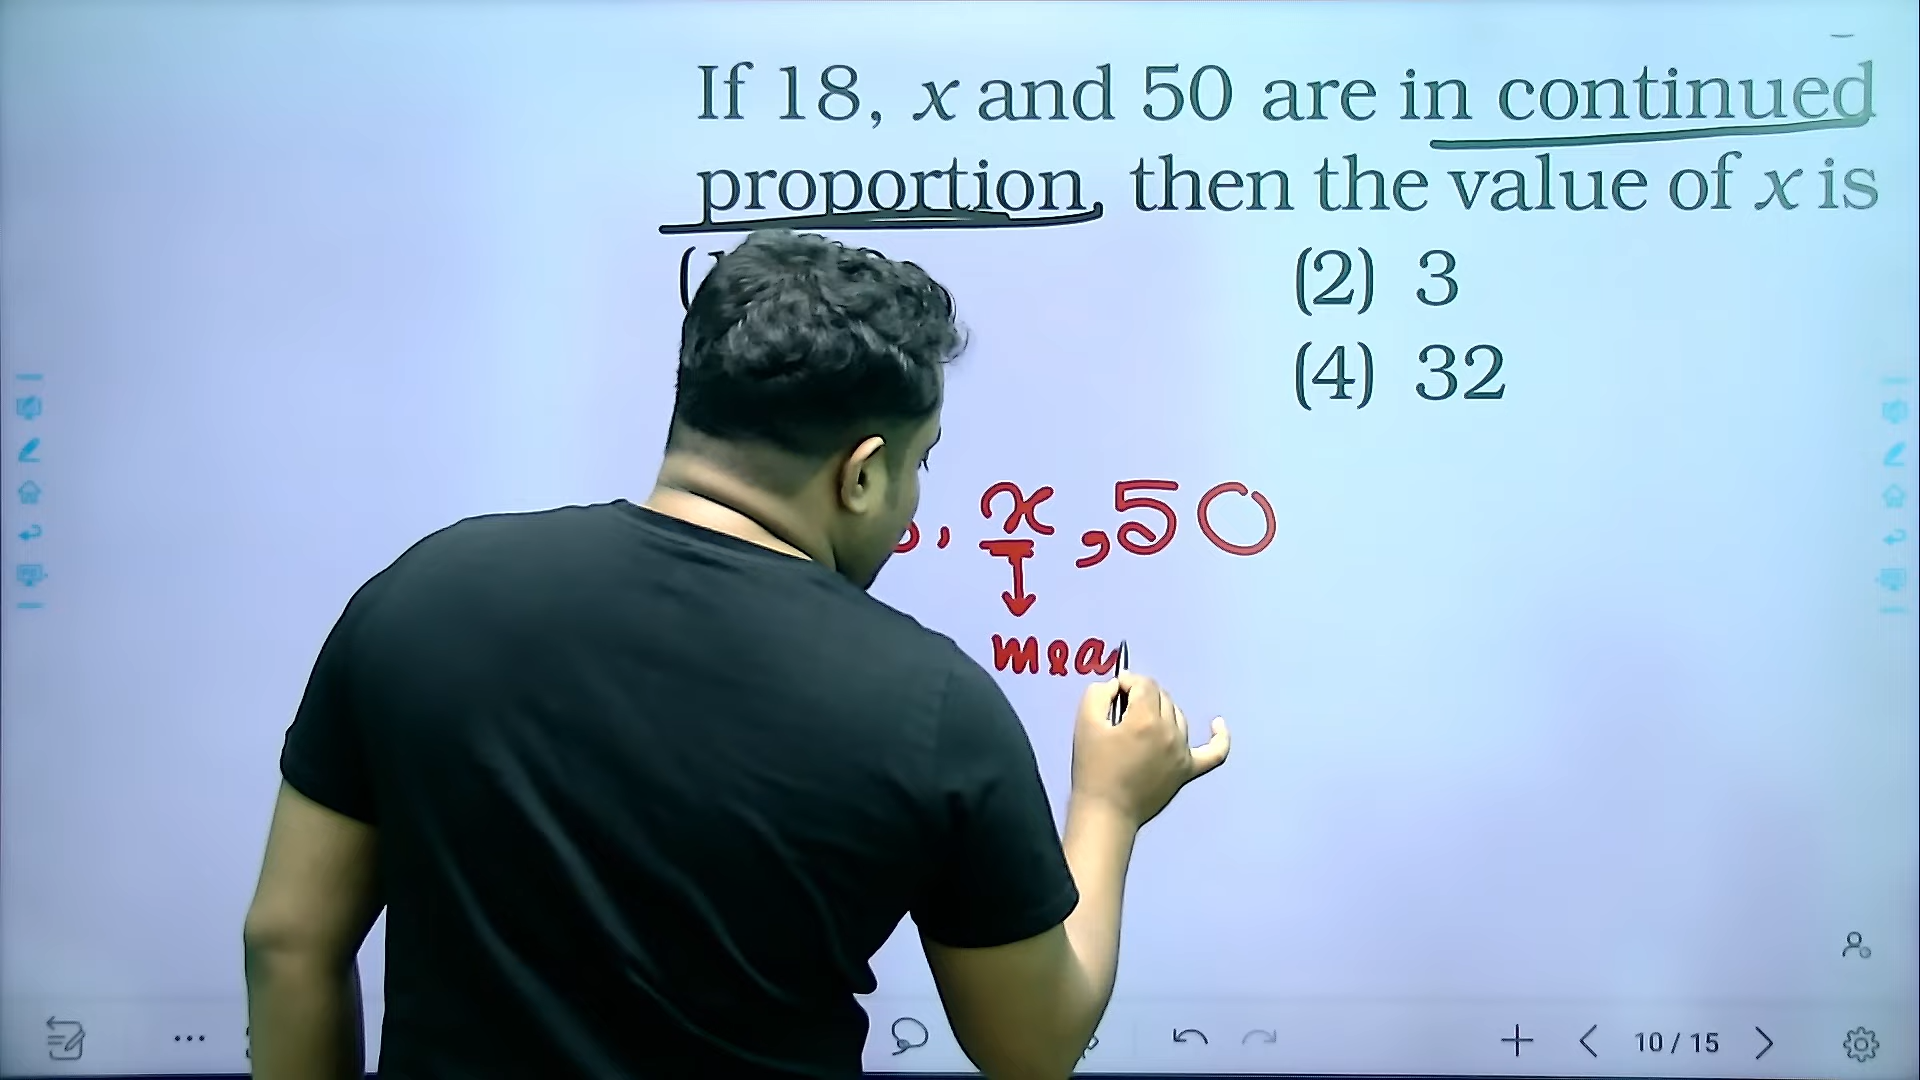 If 18, x and 50 are in continued
proportion, then the value of x is
(2) 3
(4) 32
, x , 50
mea
10 / 15